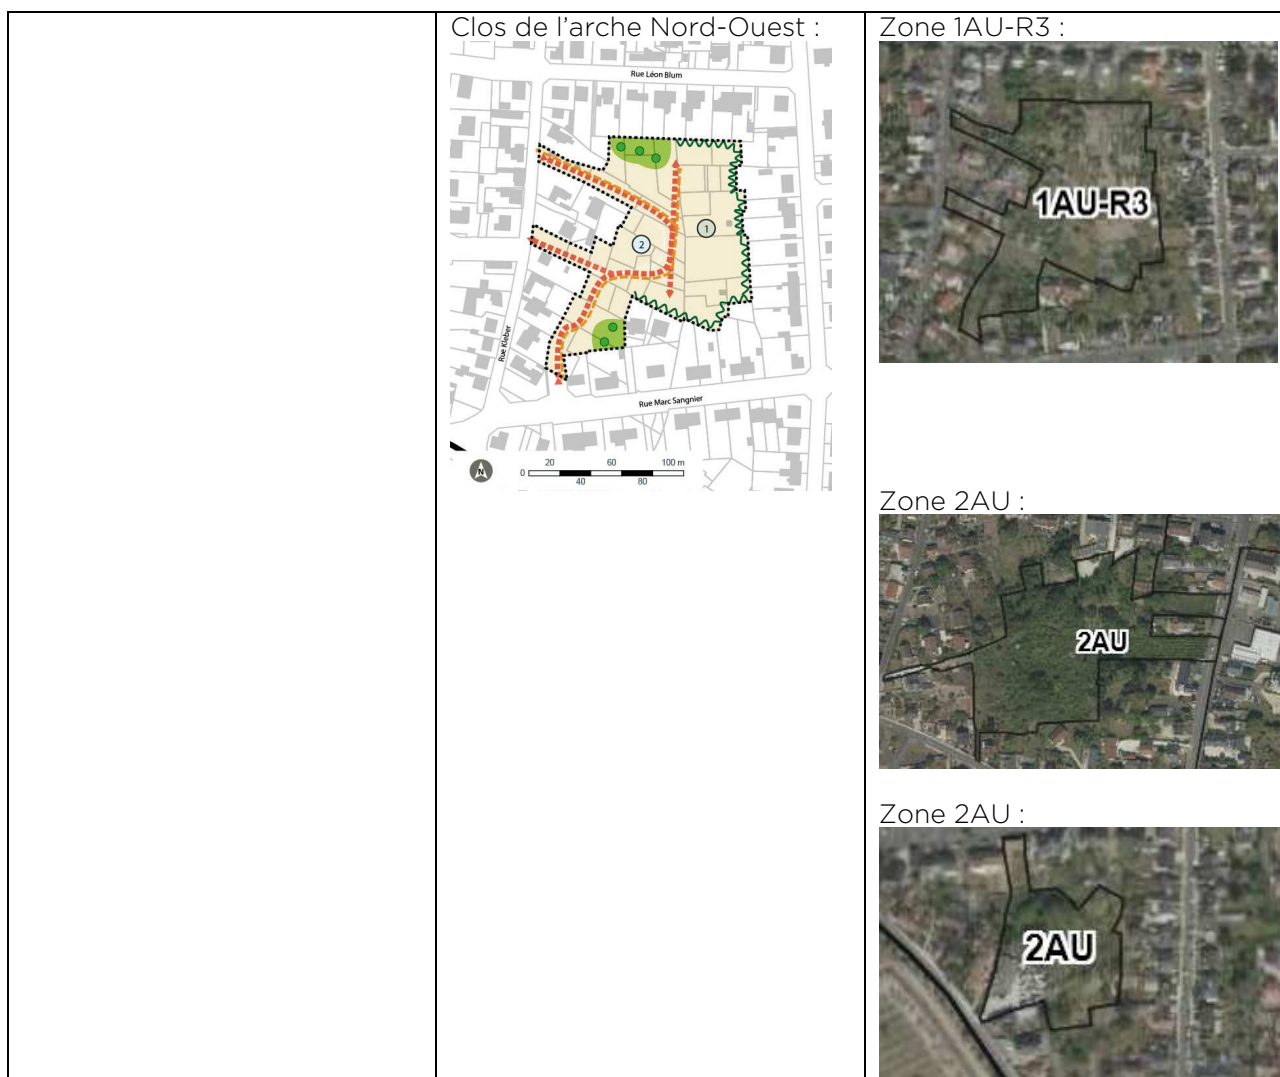 Clos de l’arche Nord-Ouest :
Rue Léon Blum
1
2
Rue Kleber
Rue Marc Sangnier
N
20 60 100 m
0
40 80
Zone 1AU-R3 :
1AU-R3
Zone 2AU :
2AU
Zone 2AU :
2AU